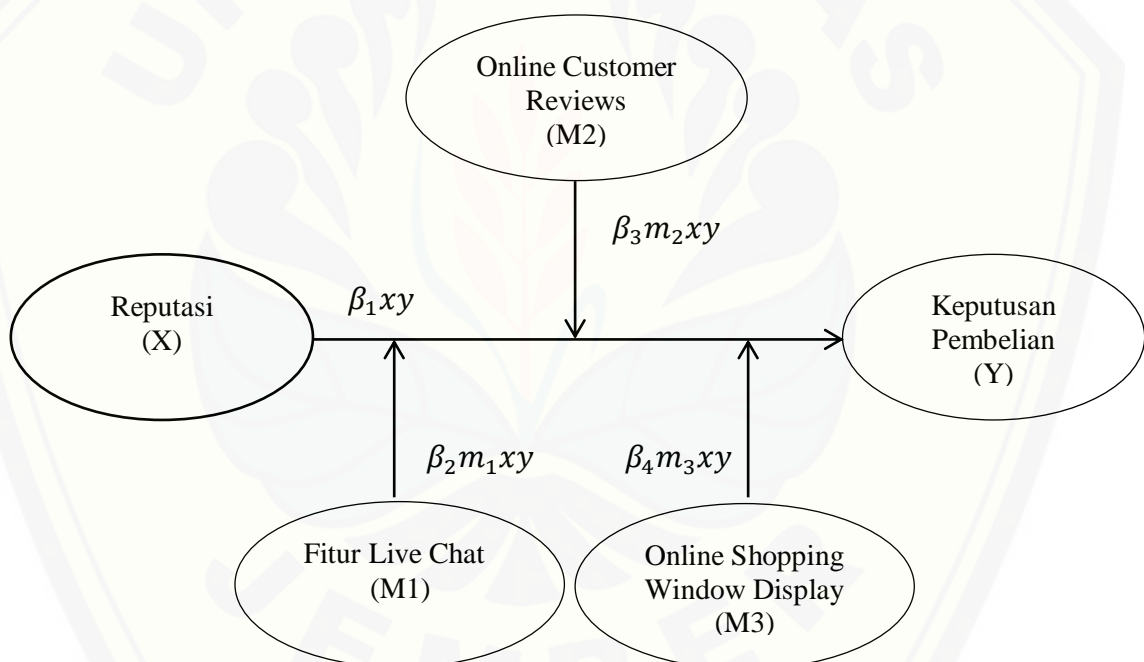 Online Customer
Reviews
(M2)
β₃m₂xy
Reputasi
(X)
β₁xy
Keputusan
Pembelian
(Y)
β₂m₁xy
β₄m₃xy
Fitur Live Chat
(M1)
Online Shopping
Window Display
(M3)